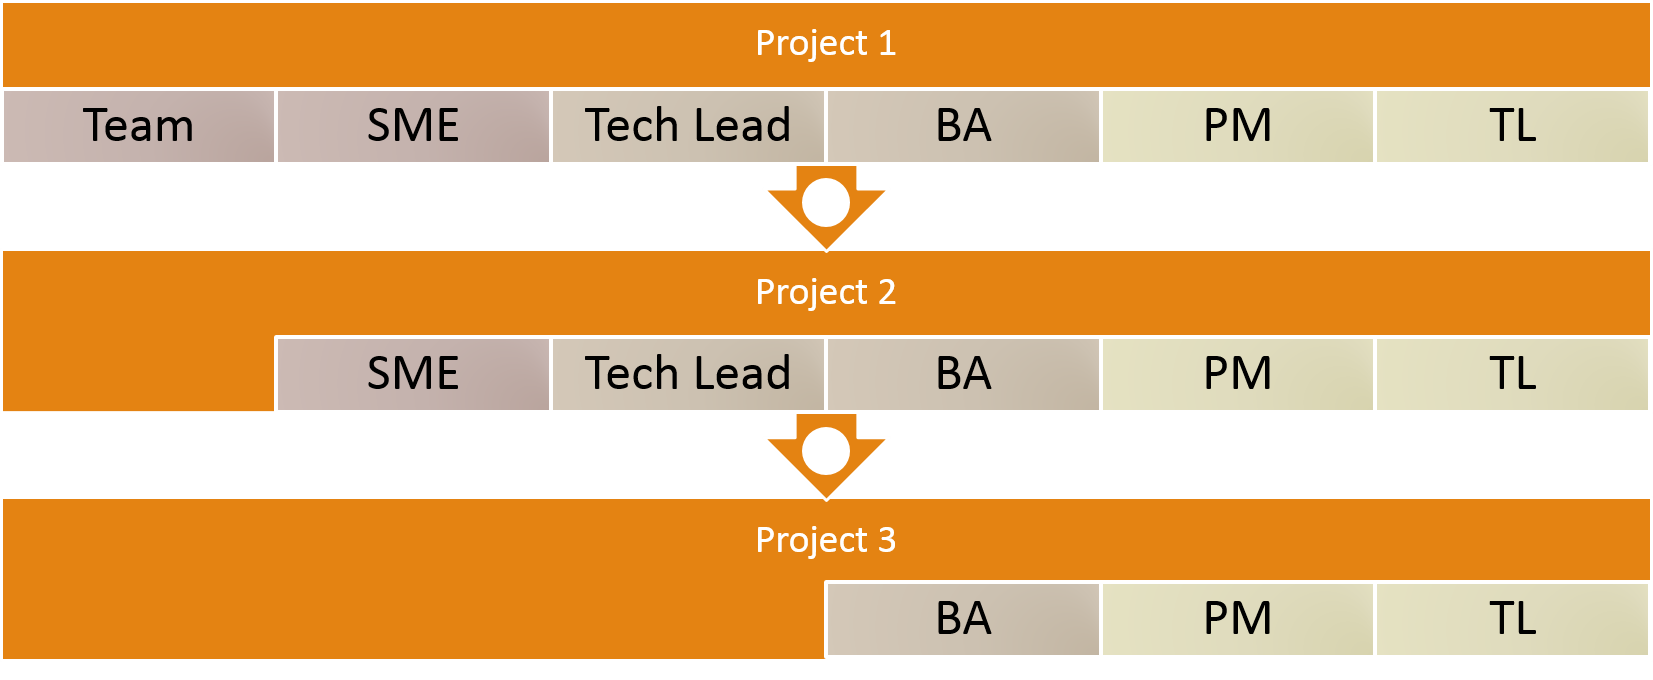 Project 1
Team SME Tech Lead BA PM TL
Project 2
SME Tech Lead BA PM TL
Project 3
BA PM TL